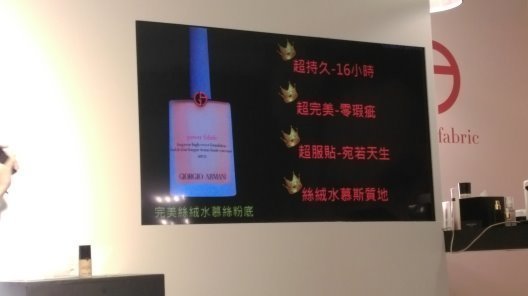 超持久-16小時
超完美-零瑕疵
超服貼-宛若天生
絲絨水慕斯質地
power fabric
GIORGIO ARMANI
完美絲絨水慕絲粉底
fabric